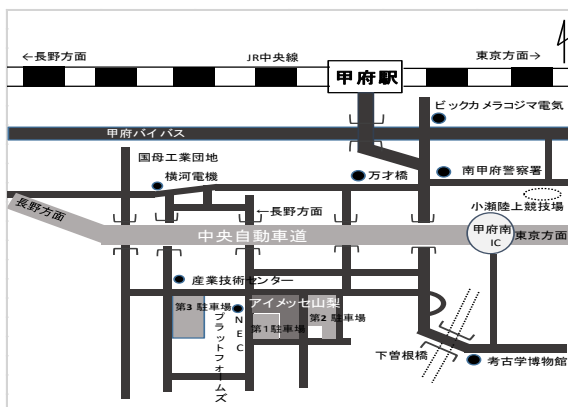 ←長野方面
JR中央線
東京方面→
甲府駅
ビックカメラコジマ電気
甲府バイパス
国母工業団地
横河電機
万才橋
南甲府警察署
長野方面
←長野方面
小瀬陸上競技場
甲府南
IC
中央自動車道
東京方面
産業技術センター
アイメッセ山梨
第3 駐車場
第1駐車場
第2 駐車場
NEC
プラットフォームズ
下曽根橋
考古学博物館